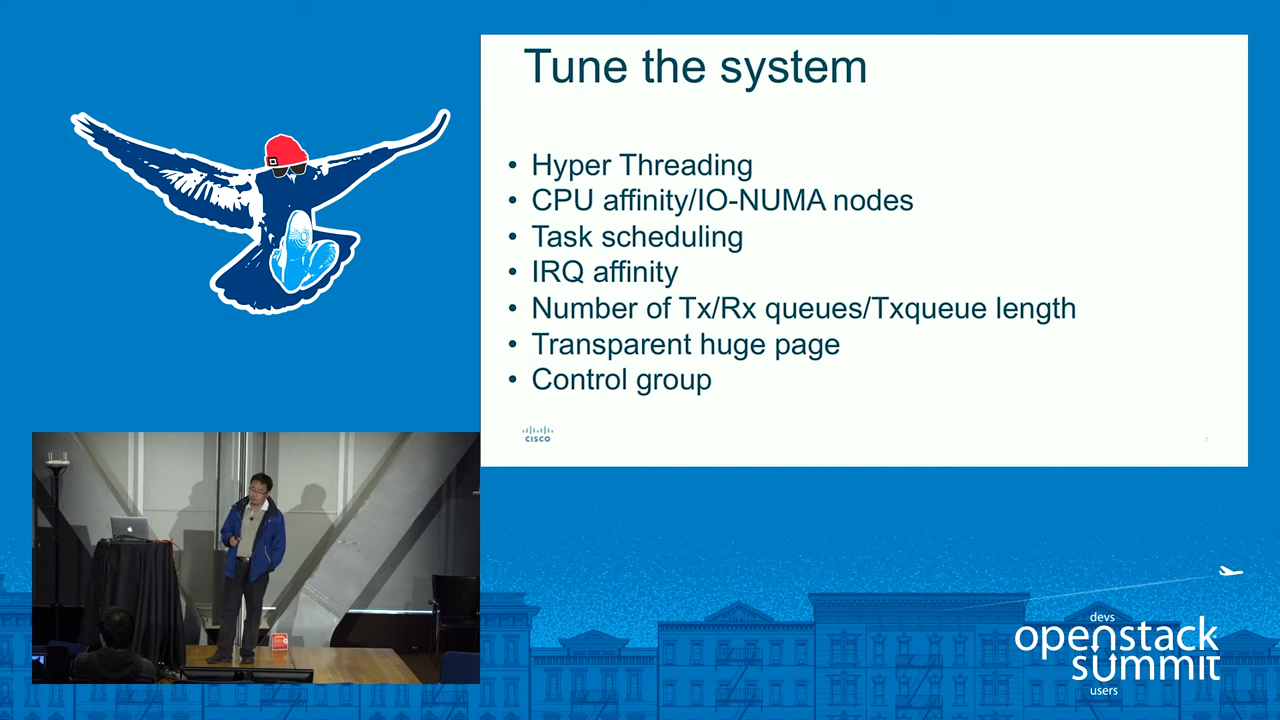 Tune the system
• Hyper Threading
• CPU affinity/IO-NUMA nodes
• Task scheduling
• IRQ affinity
• Number of Tx/Rx queues/Txqueue length
• Transparent huge page
• Control group
CISCO
7
devs
openstack
summit
users